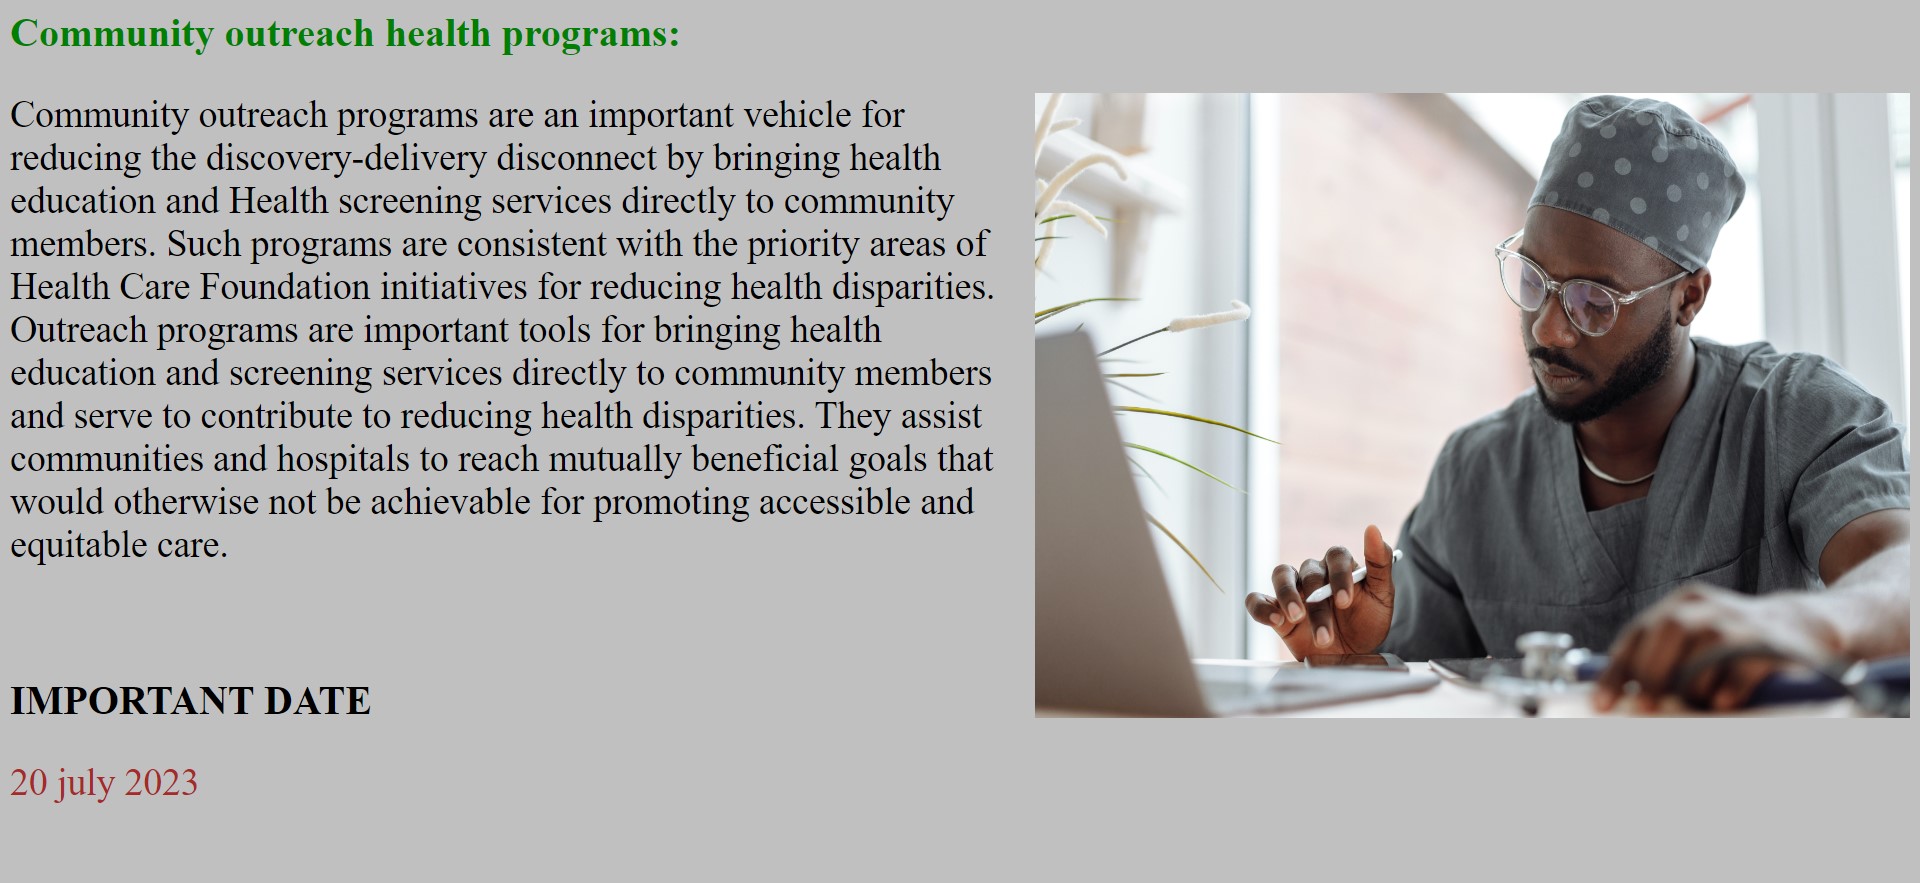 Community outreach health programs:
Community outreach programs are an important vehicle for
reducing the discovery-delivery disconnect by bringing health
education and Health screening services directly to community
members. Such programs are consistent with the priority areas of
Health Care Foundation initiatives for reducing health disparities.
Outreach programs are important tools for bringing health
education and screening services directly to community members
and serve to contribute to reducing health disparities. They assist
communities and hospitals to reach mutually beneficial goals that
would otherwise not be achievable for promoting accessible and
equitable care.
IMPORTANT DATE
20 july 2023